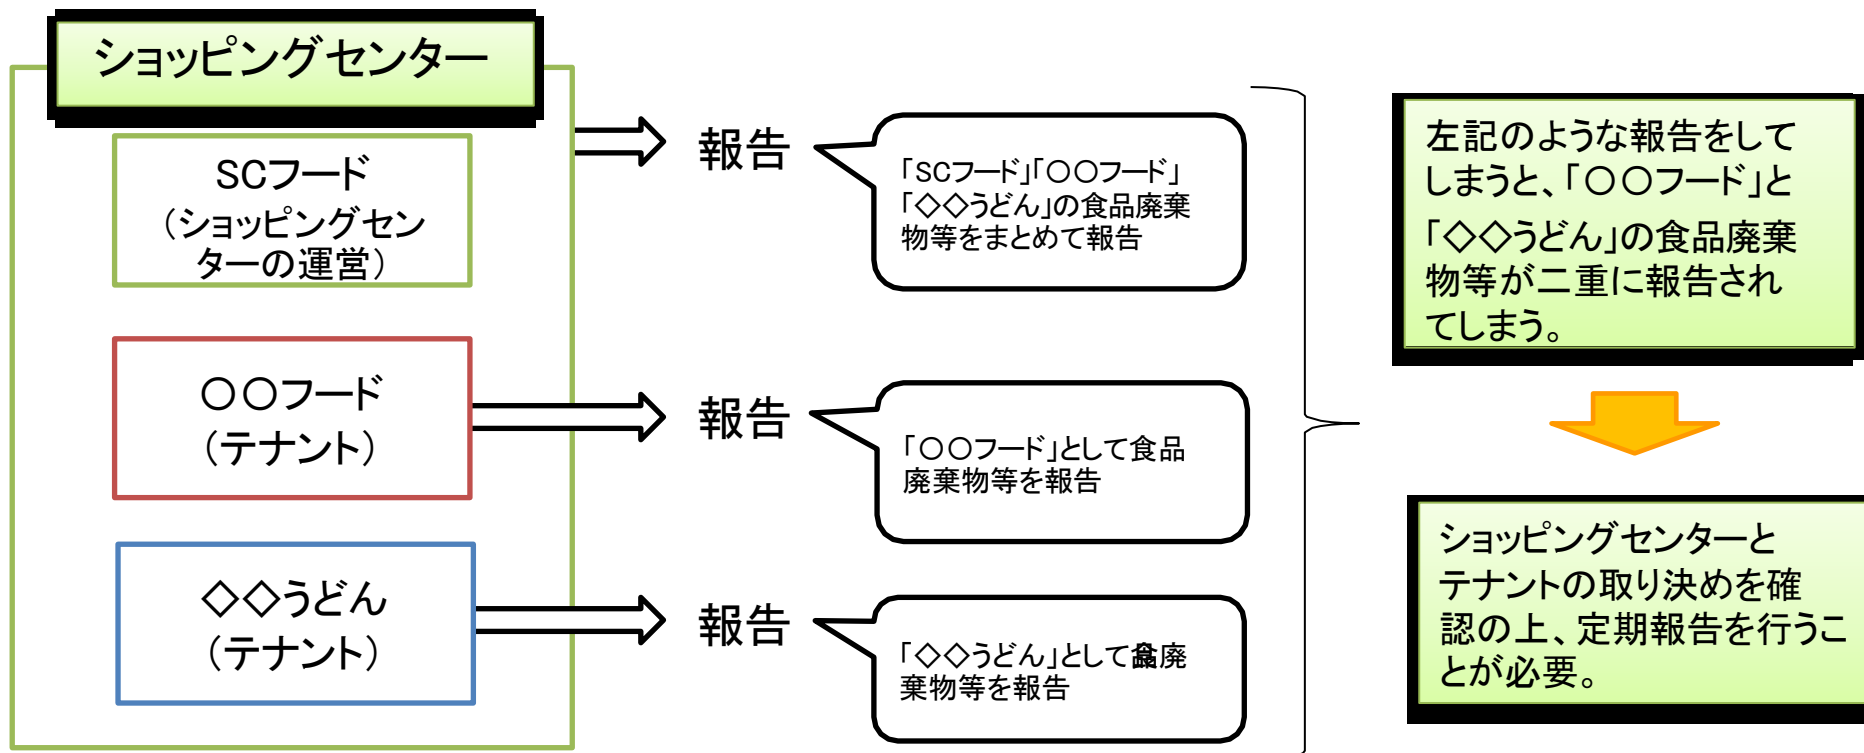 ショッピングセンター
SCフード
（ショッピングセン
ターの運営）
報告
「SCフード」「〇〇フード」
「◇◇うどん」の食品廃棄
物等をまとめて報告
〇〇フード
（テナント）
報告
「〇〇フード」として食品
廃棄物等を報告
◇◇うどん
（テナント）
報告
「◇◇うどん」として食品廃
棄物等を報告
左記のような報告をして
しまうと、「〇〇フード」と
「◇◇うどん」の食品廃棄
物等が二重に報告され
てしまう。
ショッピングセンターと
テナントの取り決めを確
認の上、定期報告を行うこ
とが必要。